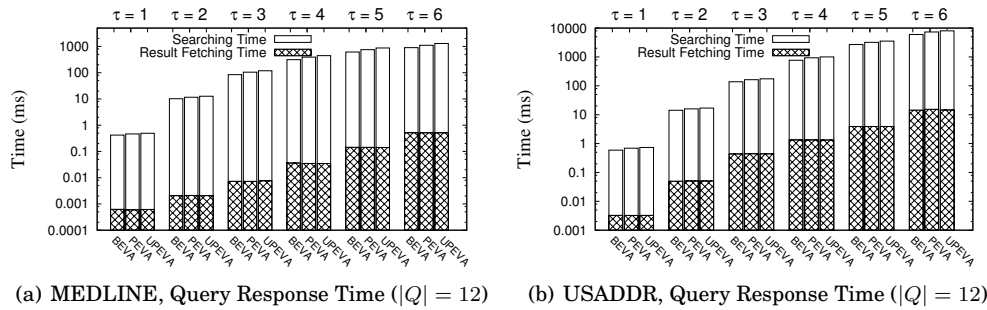 τ = 1 τ = 2 τ = 3 τ = 4 τ = 5 τ = 6
Searching Time
Result Fetching Time
Time (ms)
1000
100
10
1
0.1
0.01
0.001
0.0001
BEVA PEVA UPEVA BEVA PEVA UPEVA BEVA PEVA UPEVA BEVA PEVA UPEVA BEVA PEVA UPEVA BEVA PEVA UPEVA
(a) MEDLINE, Query Response Time (|Q| = 12)
τ = 1 τ = 2 τ = 3 τ = 4 τ = 5 τ = 6
Searching Time
Result Fetching Time
Time (ms)
10000
1000
100
10
1
0.1
0.01
0.001
BEVA PEVA UPEVA BEVA PEVA UPEVA BEVA PEVA UPEVA BEVA PEVA UPEVA BEVA PEVA UPEVA BEVA PEVA UPEVA
(b) USADDR, Query Response Time (|Q| = 12)